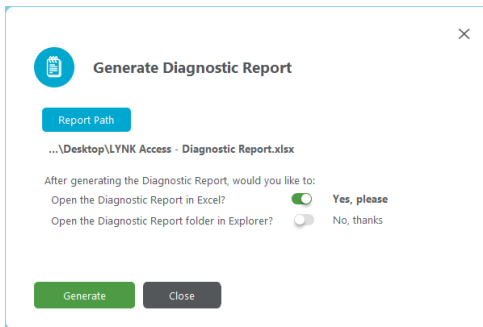 Generate Diagnostic Report
Report Path
...\Desktop\LYNK Access - Diagnostic Report.xlsx
After generating the Diagnostic Report, would you like to:
Open the Diagnostic Report in Excel? Yes, please
Open the Diagnostic Report folder in Explorer? No, thanks
Generate Close